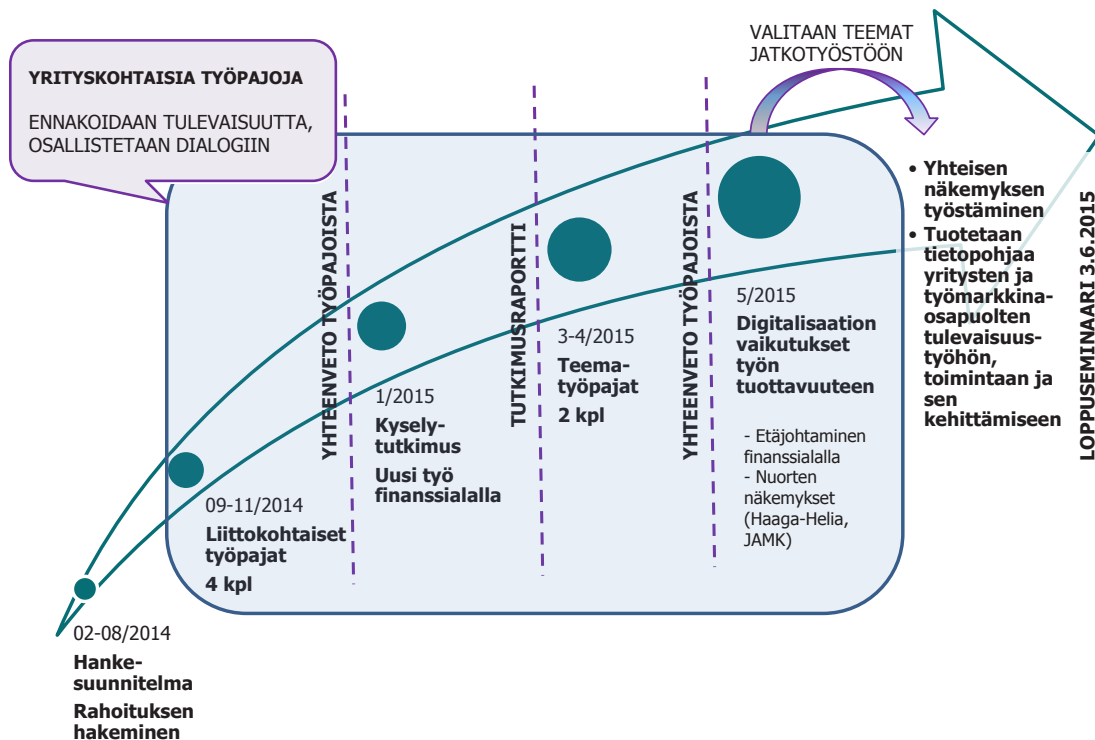 YRITYSKOHTAISIA TYÖPAJOJA
ENNAKOIDAAN TULEVAISUUTTA,
OSALLISTETAAN DIALOGIIN
VALITAAN TEEMAT
JATKOTYÖSTÖÖN
02-08/2014
Hanke-
suunnitelma
Rahoituksen
hakeminen
09-11/2014
Liittokohtaiset
työpajat
4 kpl
YHTEENVETO TYÖPAJOISTA
1/2015
Kysely-
tutkimus
Uusi työ
finanssialalla
TUTKIMUSRAPORTTI
3-4/2015
Teema-
työpajat
2 kpl
YHTEENVETO TYÖPAJOISTA
5/2015
Digitalisaation
vaikutukset
työn
tuottavuuteen
- Etäjohtaminen
finanssialalla
- Nuorten
näkemykset
(Haaga-Helia,
JAMK)
• Yhteisen
näkemyksen
työstäminen
• Tuotetaan
tietopohjaa
yritysten ja
työmarkkina-
osapuolten
tulevaisuus-
työhön,
toimintaan ja
sen
kehittämiseen
LOPPUSEMINAARI 3.6.2015